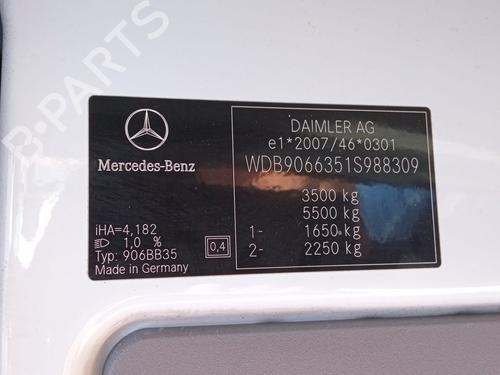 B-PARTS
DAIMLER AG
e1*2007/46*0301
WDB9066351S988309
3500 kg
5500 kg
1- 1650 kg
2- 2250 kg
Mercedes-Benz
iHA=4,182
1,0 %
Typ: 906BB35
0,4
Made in Germany